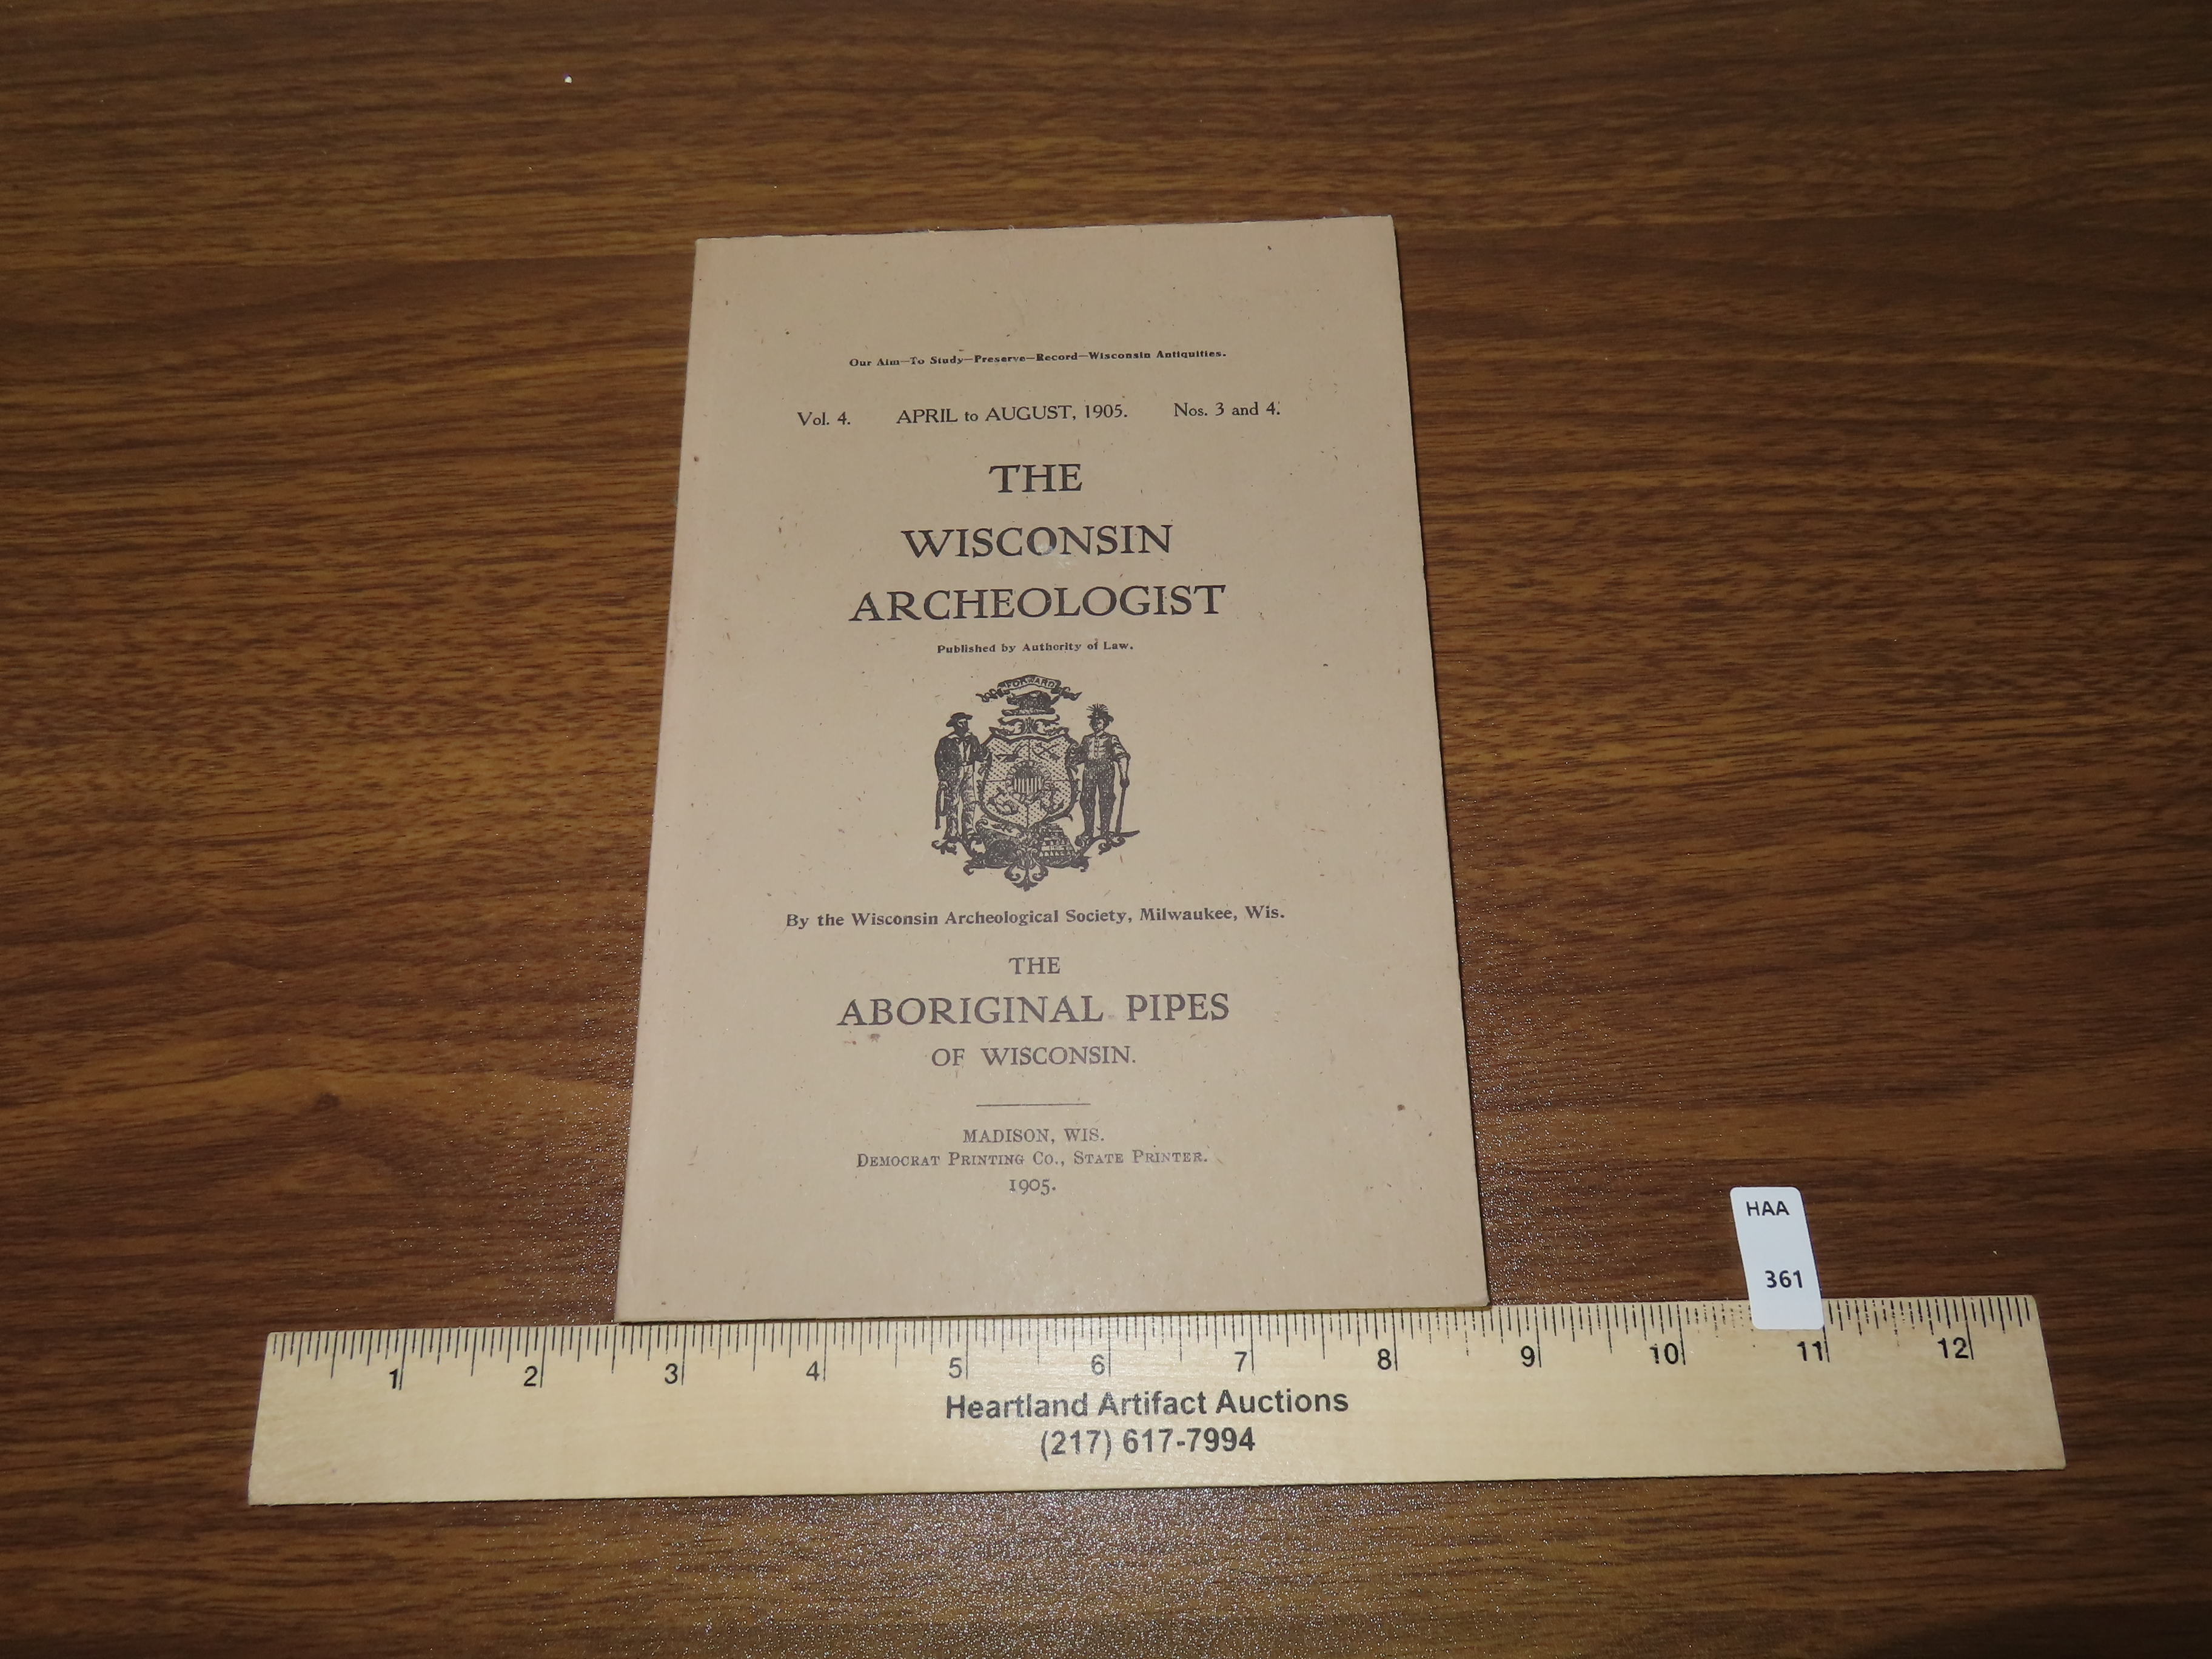 Our Aim—To Study—Preserve—Record—Wisconsin Antiquities.
Vol. 4. APRIL to AUGUST, 1905. Nos. 3 and 4.
THE
WISCONSIN
ARCHEOLOGIST
Published by Authority of Law.
FORWARD
By the Wisconsin Archeological Society, Milwaukee, Wis.
THE
ABORIGINAL PIPES
OF WISCONSIN.
MADISON, WIS.
DEMOCRAT PRINTING CO., STATE PRINTER.
1905.
HAA
361
1 2 3 4 5 6 7 8 9 10 11 12
Heartland Artifact Auctions
(217) 617-7994